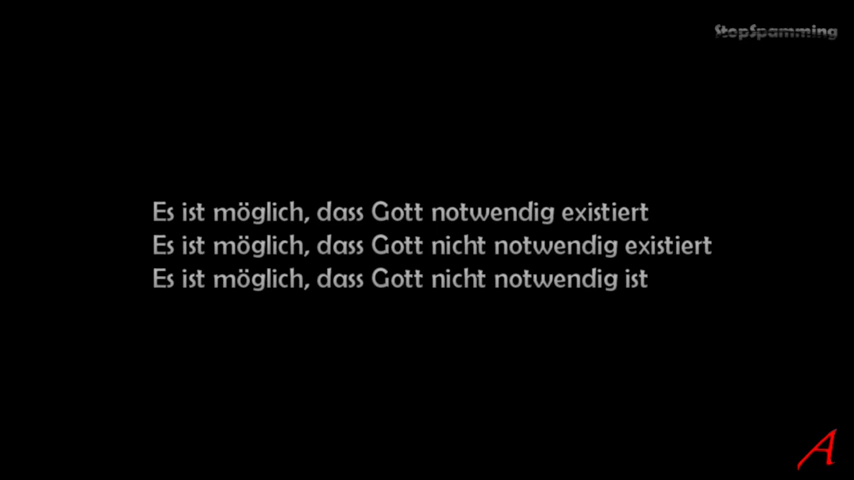 StopSpamming
Es ist möglich, dass Gott notwendig existiert
Es ist möglich, dass Gott nicht notwendig existiert
Es ist möglich, dass Gott nicht notwendig ist
A